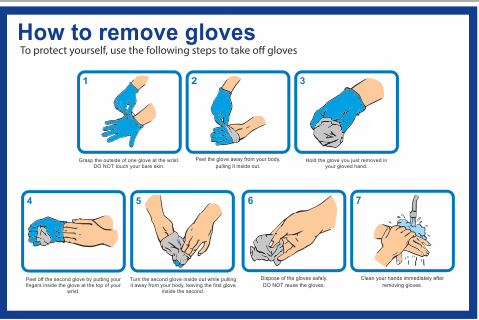 How to remove gloves
To protect yourself, use the following steps to take off gloves
1
Grasp the outside of one glove at the wrist.
DO NOT touch your bare skin.
2
Peel the glove away from your body,
pulling it inside out.
3
Hold the glove you just removed in
your gloved hand.
4
Peel off the second glove by putting your
fingers inside the glove at the top of your
wrist.
5
Turn the second glove inside out while pulling
it away from your body, leaving the first glove
inside the second.
6
Dispose of the gloves safely.
DO NOT reuse the gloves.
7
Clean your hands immediately after
removing gloves.